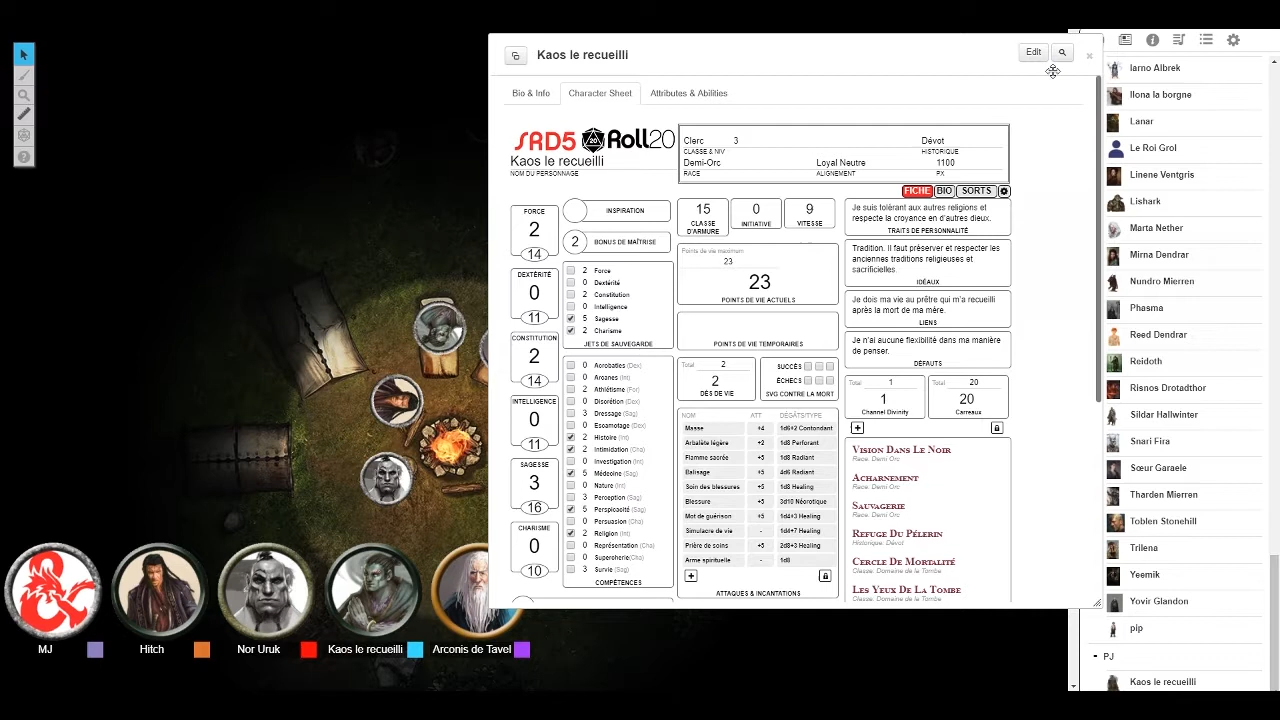 Kaos le recueilli
Edit
Bio & Info
Character Sheet
Attributes & Abilities
SRD5
20
Roll20
Kaos le recueilli
NOM DU PERSONNAGE
Clerc 3 Dévot
CLASSE & NIV HISTORIQUE
Demi-Orc Loyal Neutre 1100
RACE ALIGNEMENT PX
FICHE BIO SORTS
FORCE
2
14
DEXTÉRITÉ
0
11
CONSTITUTION
2
14
INTELLIGENCE
0
11
SAGESSE
3
16
CHARISME
0
10
INSPIRATION
2 BONUS DE MAÎTRISE
2 Force
0 Dextérité
2 Constitution
0 Intelligence
5 Sagesse
2 Charisme
JETS DE SAUVEGARDE
0 Acrobaties (Dex)
0 Arcanes (Int)
2 Athlétisme (For)
0 Discrétion (Dex)
3 Dressage (Sag)
0 Escamotage (Dex)
2 Histoire (Int)
2 Intimidation (Cha)
0 Investigation (Int)
5 Médecine (Sag)
0 Nature (Int)
3 Perception (Sag)
5 Perspicacité (Sag)
0 Persuasion (Cha)
2 Religion (Int)
0 Représentation (Cha)
0 Supercherie (Cha)
3 Survie (Sag)
COMPÉTENCES
15
CLASSE
D'ARMURE
0
INITIATIVE
9
VITESSE
Points de vie maximum
23
23
POINTS DE VIE ACTUELS
POINTS DE VIE TEMPORAIRES
Total 2
2
DÉS DE VIE
SUCCÈS
ÉCHECS
SVG CONTRE LA MORT
NOM ATT DÉGÂTS/TYPE
Masse +4 1d6+2 Contondant
Arbalète légère +2 1d8 Perforant
Flamme sacrée +5 1d8 Radiant
Balisage +5 4d6 Radiant
Soin des blessures +5 1d8 Healing
Blessure +5 3d10 Nécrotique
Mot de guérison +5 1d4+3 Healing
Simulacre de vie - 1d4+7 Healing
Prière de soins +5 2d8+3 Healing
Arme spirituelle - 1d8
ATTAQUES & INCANTATIONS
Je suis tolérant aux autres religions et
respecte la croyance en d'autres dieux.
TRAITS DE PERSONNALITÉ
Tradition. Il faut préserver et respecter les
anciennes traditions religieuses et
sacrificielles.
IDÉAUX
Je dois ma vie au prêtre qui m'a recueilli
après la mort de ma mère.
LIENS
Je n'ai aucune flexibilité dans ma manière
de penser.
DÉFAUTS
Total 1
1
Channel Divinity
Total 20
20
Carreaux
VISION DANS LE NOIR
Race: Demi Orc
ACHARNEMENT
Race: Demi Orc
SAUVAGERIE
Race: Demi Orc
REFUGE DU PÉLERIN
Historique: Dévot
CERCLE DE MORTALITÉ
Classe: Domaine de la Tombe
LES YEUX DE LA TOMBE
Classe: Domaine de la Tombe
Iarno Albrek
Ilona la borgne
Lanar
Le Roi Grol
Linene Ventgris
Lishark
Marta Nether
Mirna Dendrar
Nundro Mierren
Phasma
Reed Dendrar
Reidoth
Risnos Drotadthor
Sildar Hallwinter
Snari Fira
Sœur Garaele
Tharden Mierren
Toblen Stonehill
Trilena
Yeemik
Yovir Glandon
pip
PJ
Kaos le recueilli
MJ
Hitch
Nor Uruk
Kaos le recueilli
Arconis de Tavel